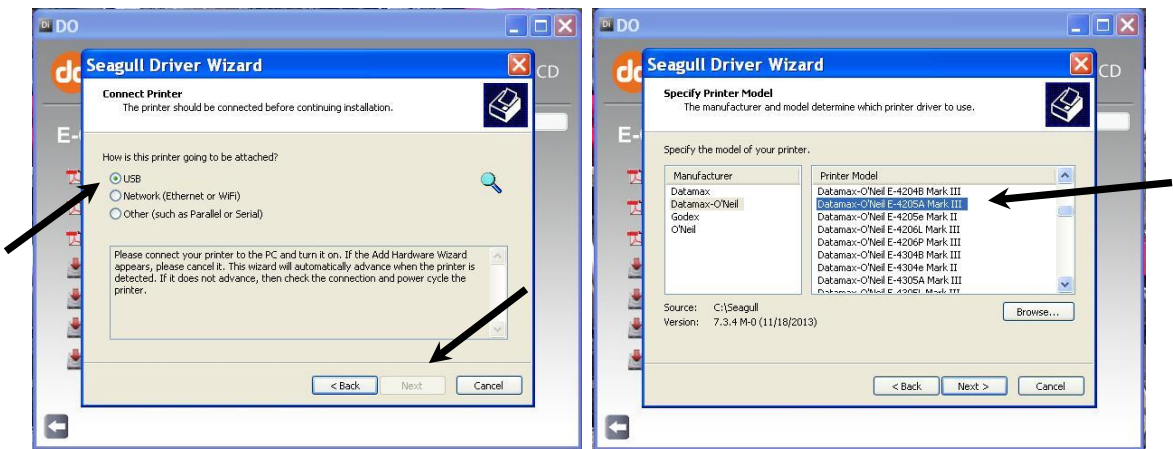 DO
Seagull Driver Wizard
CD
Connect Printer
The printer should be connected before continuing installation.
E-
How is this printer going to be attached?
USB
Network (Ethernet or WiFi)
Other (such as Parallel or Serial)
Please connect your printer to the PC and turn it on. If the Add Hardware Wizard
appears, please cancel it. This wizard will automatically advance when the printer is
detected. If it does not advance, then check the connection and power cycle the
printer.
< Back
Next
Cancel
DO
Seagull Driver Wizard
CD
Specify Printer Model
The manufacturer and model determine which printer driver to use.
E-
Specify the model of your printer.
Manufacturer
Datamax
Datamax-O'Neil
Godex
O'Neil
Printer Model
Datamax-O'Neil E-4204B Mark III
Datamax-O'Neil E-4205A Mark III
Datamax-O'Neil E-4205e Mark II
Datamax-O'Neil E-4206L Mark III
Datamax-O'Neil E-4206P Mark III
Datamax-O'Neil E-4304B Mark III
Datamax-O'Neil E-4304e Mark II
Datamax-O'Neil E-4305A Mark III
Datamax-O'Neil E-4305L Mark III
Source: C:\Seagull
Version: 7.3.4 M-0 (11/18/2013)
Browse...
< Back
Next >
Cancel